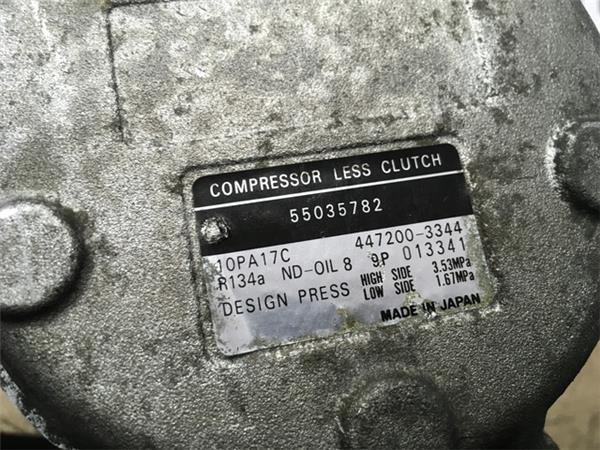 COMPRESSOR LESS CLUTCH
55035782
10PA17C 447200-3344
R134a ND-OIL 8 9P 013341
DESIGN PRESS HIGH SIDE 3.53MPa
LOW SIDE 1.67MPa
MADE IN JAPAN